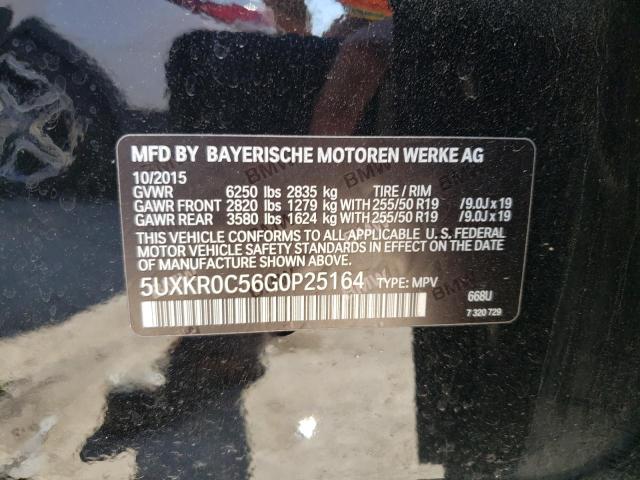 MFD BY BAYERISCHE MOTOREN WERKE AG
10/2015
GVWR 6250 lbs 2835 kg TIRE / RIM
GAWR FRONT 2820 lbs 1279 kg WITH 255/50 R19 /9.0J x 19
GAWR REAR 3580 lbs 1624 kg WITH 255/50 R19 /9.0J x 19
THIS VEHICLE CONFORMS TO ALL APPLICABLE U.S. FEDERAL
MOTOR VEHICLE SAFETY STANDARDS IN EFFECT ON THE DATE
OF MANUFACTURE SHOWN ABOVE.
5UXKR0C56G0P25164 TYPE: MPV
668U
7 320 729